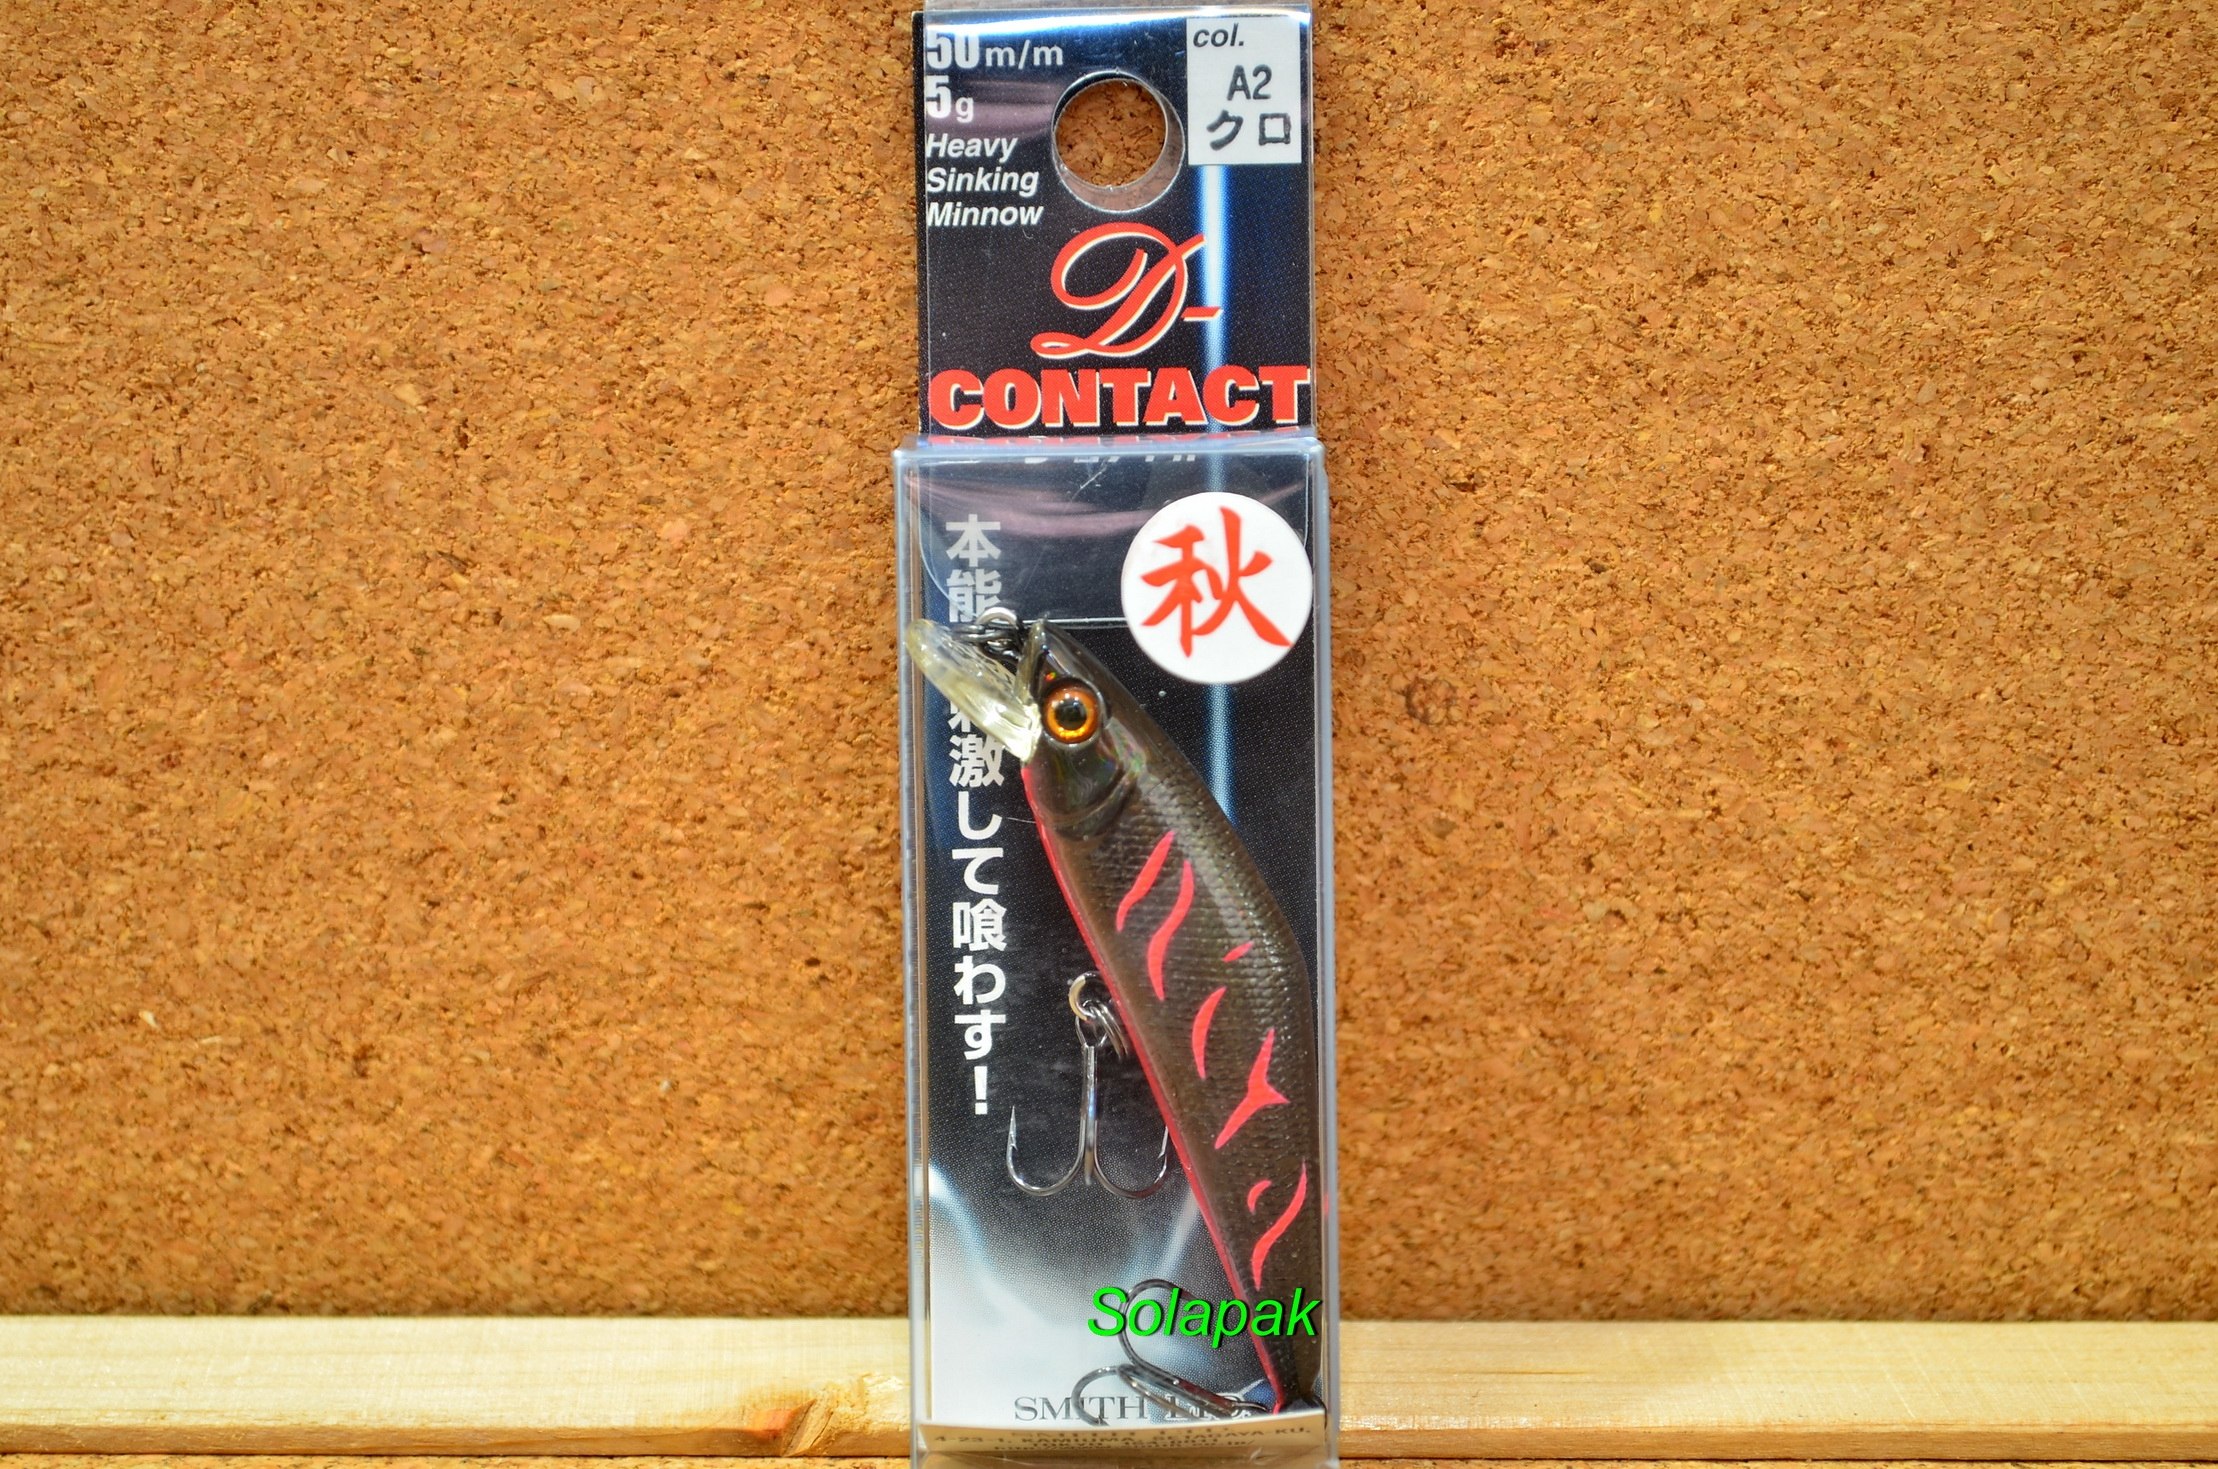 50m/m
5g
Heavy
Sinking
Minnow
col.
A2
クロ
D-
CONTACT
秋
本能 激して喰わす!
Solapak
SMITH